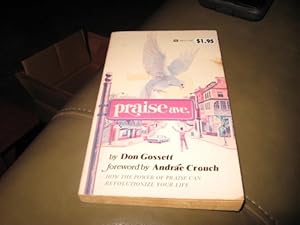 $1.95
praise ave.
by Don Gossett
foreword by Andraé Crouch
HOW THE POWER OF PRAISE CAN
REVOLUTIONIZE YOUR LIFE